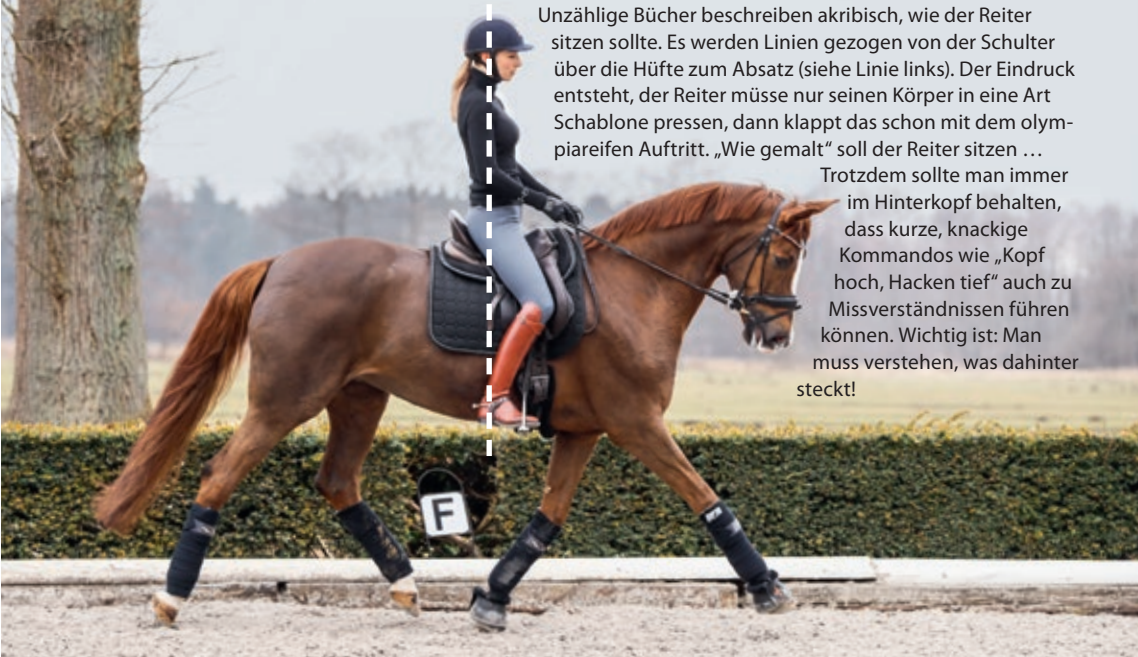 Unzählige Bücher beschreiben akribisch, wie der Reiter
sitzen sollte. Es werden Linien gezogen von der Schulter
über die Hüfte zum Absatz (siehe Linie links). Der Eindruck
entsteht, der Reiter müsse nur seinen Körper in eine Art
Schablone pressen, dann klappt das schon mit dem olym-
piareifen Auftritt. „Wie gemalt“ soll der Reiter sitzen …
Trotzdem sollte man immer
im Hinterkopf behalten,
dass kurze, knackige
Kommandos wie „Kopf
hoch, Hacken tief“ auch zu
Missverständnissen führen
können. Wichtig ist: Man
muss verstehen, was dahinter
steckt!
F